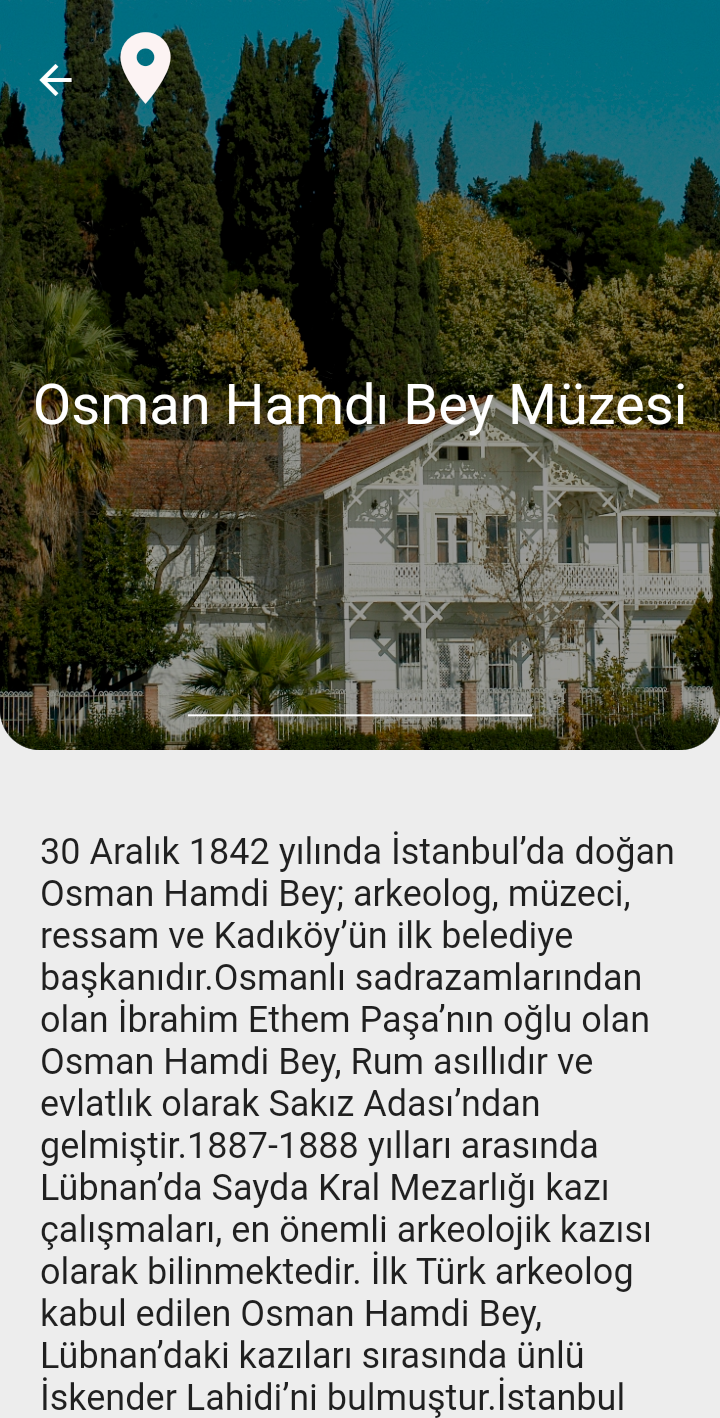 Osman Hamdı Bey Müzesi
30 Aralık 1842 yılında İstanbul’da doğan
Osman Hamdi Bey; arkeolog, müzeci,
ressam ve Kadıköy’ün ilk belediye
başkanıdır.Osmanlı sadrazamlarından
olan İbrahim Ethem Paşa’nın oğlu olan
Osman Hamdi Bey, Rum asıllıdır ve
evlatlık olarak Sakız Adası’ndan
gelmiştir.1887-1888 yılları arasında
Lübnan’da Sayda Kral Mezarlığı kazı
çalışmaları, en önemli arkeolojik kazısı
olarak bilinmektedir. İlk Türk arkeolog
kabul edilen Osman Hamdi Bey,
Lübnan’daki kazıları sırasında ünlü
İskender Lahidi’ni bulmuştur.İstanbul